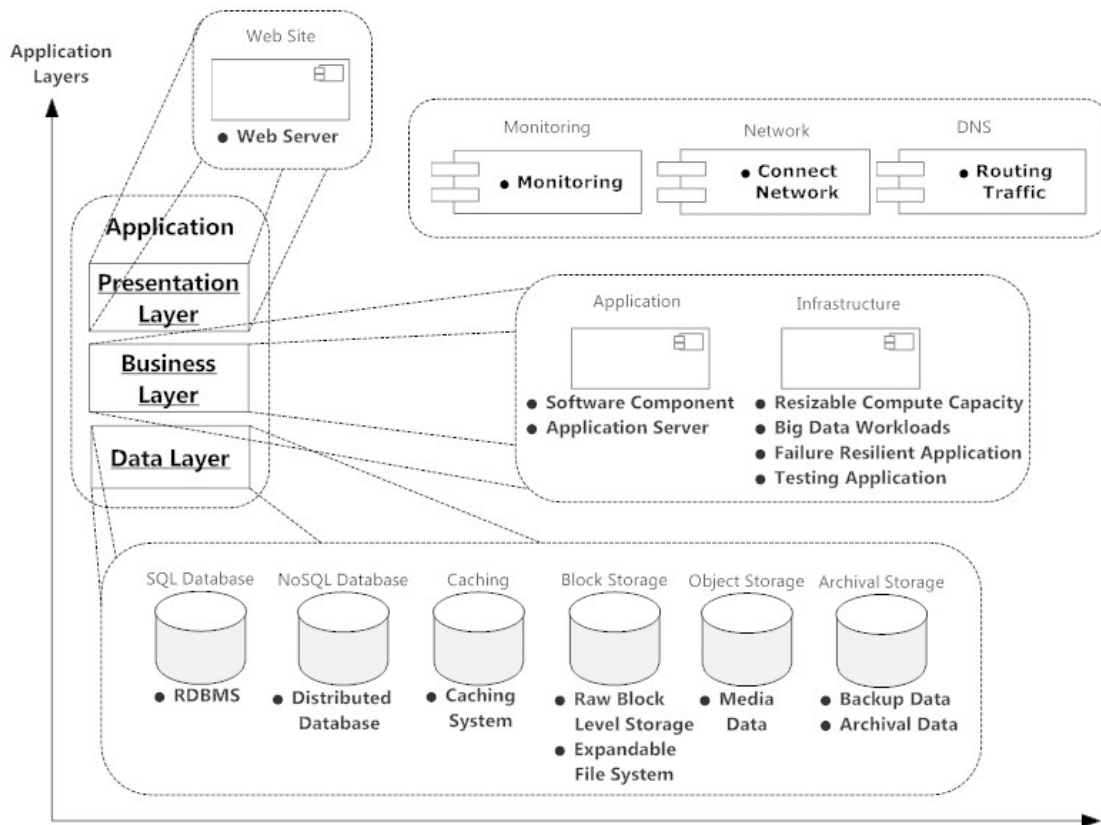 Application
Layers
Web Site
● Web Server
Monitoring
● Monitoring
Network
● Connect
Network
DNS
● Routing
Traffic
Application
Presentation
Layer
Business
Layer
Data Layer
Application
● Software Component
● Application Server
Infrastructure
● Resizable Compute Capacity
● Big Data Workloads
● Failure Resilient Application
● Testing Application
SQL Database
● RDBMS
NoSQL Database
● Distributed
Database
Caching
● Caching
System
Block Storage
● Raw Block
Level Storage
● Expandable
File System
Object Storage
● Media
Data
Archival Storage
● Backup Data
● Archival Data